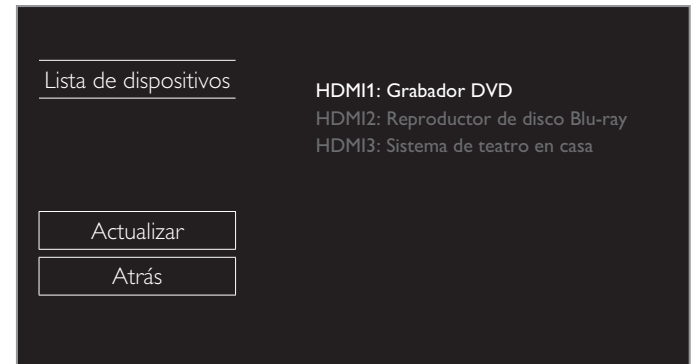 Lista de dispositivos
HDMI1: Grabador DVD
HDMI2: Reproductor de disco Blu-ray
HDMI3: Sistema de teatro en casa
Actualizar
Atrás